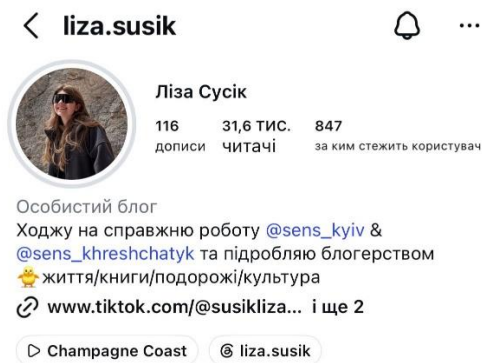 liza.susik
Ліза Сусік
116 31,6 ТИС. 847
дописи читачі за ким стежить користувач
Особистий блог
Ходжу на справжню роботу @sens_kyiv &
@sens_khreshchatyk та підробляю блогерством
🐥життя/книги/подорожі/культура
www.tiktok.com/@susikliza... і ще 2
Champagne Coast liza.susik